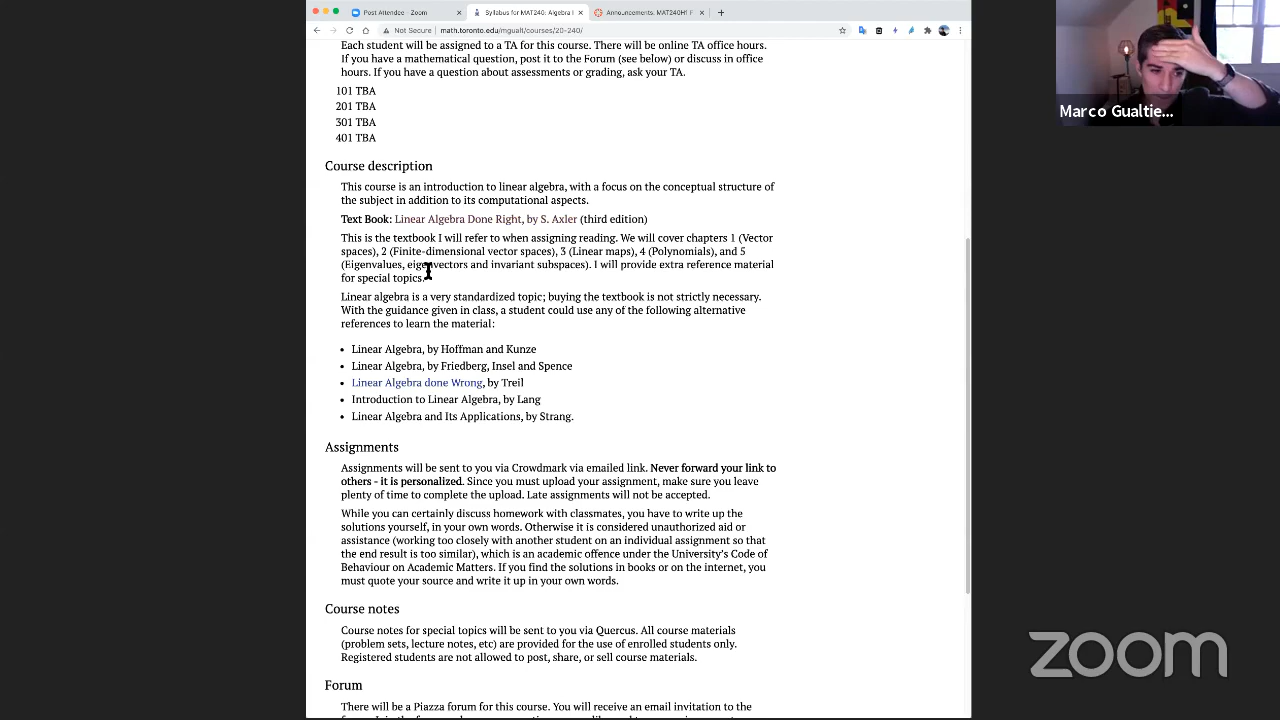 Post Attendee - Zoom
Syllabus for MAT240: Algebra I
Announcements. MAT240H1 F
Not Secure | math.toronto.edu/mgualt/courses/20-240/
Each student will be assigned to a TA for this course. There will be online TA office hours.
If you have a mathematical question, post it to the Forum (see below) or discuss in office
hours. If you have a question about assessments or grading, ask your TA.
101 TBA
201 TBA
301 TBA
401 TBA
Course description
This course is an introduction to linear algebra, with a focus on the conceptual structure of
the subject in addition to its computational aspects.
Text Book: Linear Algebra Done Right, by S. Axler (third edition)
This is the textbook I will refer to when assigning reading. We will cover chapters 1 (Vector
spaces), 2 (Finite-dimensional vector spaces), 3 (Linear maps), 4 (Polynomials), and 5
(Eigenvalues, eigenvectors and invariant subspaces). I will provide extra reference material
for special topics.
Linear algebra is a very standardized topic; buying the textbook is not strictly necessary.
With the guidance given in class, a student could use any of the following alternative
references to learn the material:
• Linear Algebra, by Hoffman and Kunze
• Linear Algebra, by Friedberg, Insel and Spence
• Linear Algebra done Wrong, by Treil
• Introduction to Linear Algebra, by Lang
• Linear Algebra and Its Applications, by Strang.
Assignments
Assignments will be sent to you via Crowdmark via emailed link. Never forward your link to
others - it is personalized. Since you must upload your assignment, make sure you leave
plenty of time to complete the upload. Late assignments will not be accepted.
While you can certainly discuss homework with classmates, you have to write up the
solutions yourself, in your own words. Otherwise it is considered unauthorized aid or
assistance (working too closely with another student on an individual assignment so that
the end result is too similar), which is an academic offence under the University's Code of
Behaviour on Academic Matters. If you find the solutions in books or on the internet, you
must quote your source and write it up in your own words.
Course notes
Course notes for special topics will be sent to you via Quercus. All course materials
(problem sets, lecture notes, etc) are provided for the use of enrolled students only.
Registered students are not allowed to post, share, or sell course materials.
Forum
There will be a Piazza forum for this course. You will receive an email invitation to the
Marco Gualtie...
zoom